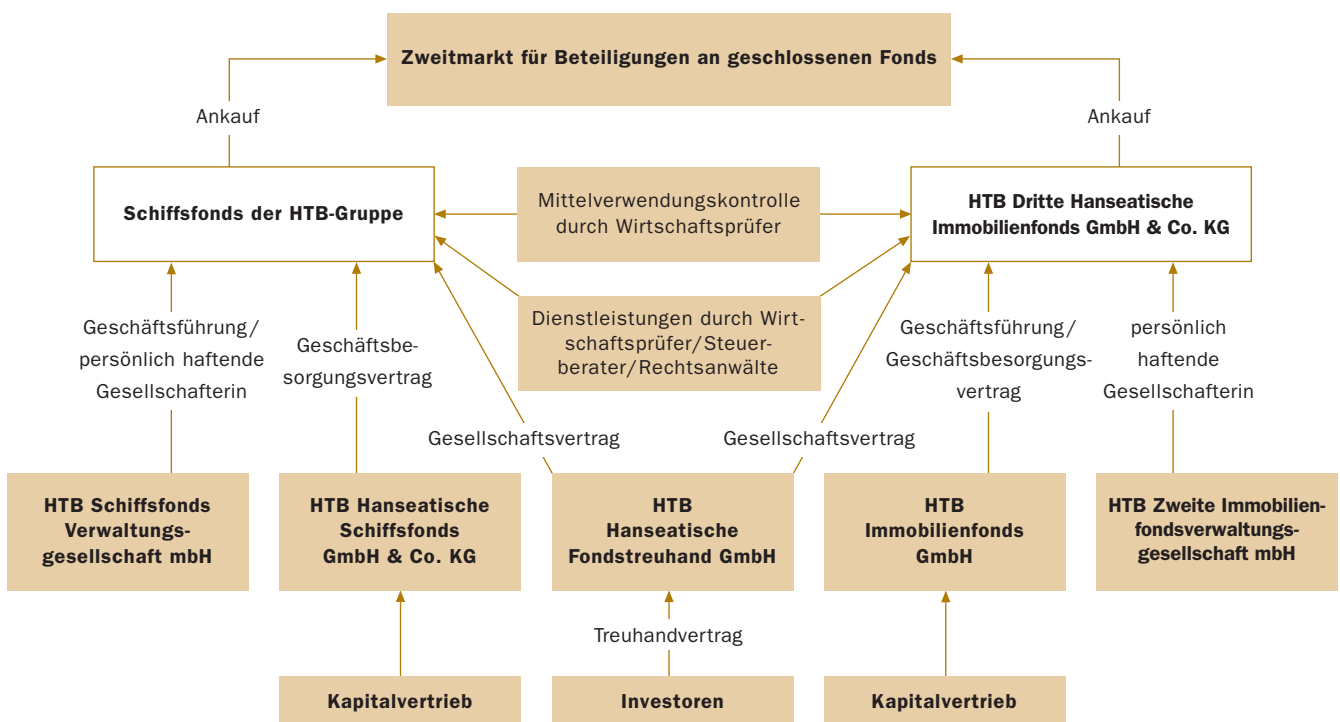 Zweitmarkt für Beteiligungen an geschlossenen Fonds
Ankauf
Ankauf
Schiffsfonds der HTB-Gruppe
Mittelverwendungskontrolle
durch Wirtschaftsprüfer
HTB Dritte Hanseatische
Immobilienfonds GmbH & Co. KG
Dienstleistungen durch Wirt-
schaftsprüfer/Steuer-
berater/Rechtsanwälte
Geschäftsführung/
persönlich haftende
Gesellschafterin
Geschäftsbe-
sorgungsvertrag
Geschäftsführung/
Geschäftsbesorgungs-
vertrag
persönlich
haftende
Gesellschafterin
Gesellschaftsvertrag
Gesellschaftsvertrag
HTB Schiffsfonds
Verwaltungs-
gesellschaft mbH
HTB Hanseatische
Schiffsfonds
GmbH & Co. KG
HTB
Hanseatische
Fondstreuhand GmbH
HTB
Immobilienfonds
GmbH
HTB Zweite Immobilien-
fondsverwaltungs-
gesellschaft mbH
Treuhandvertrag
Kapitalvertrieb
Investoren
Kapitalvertrieb